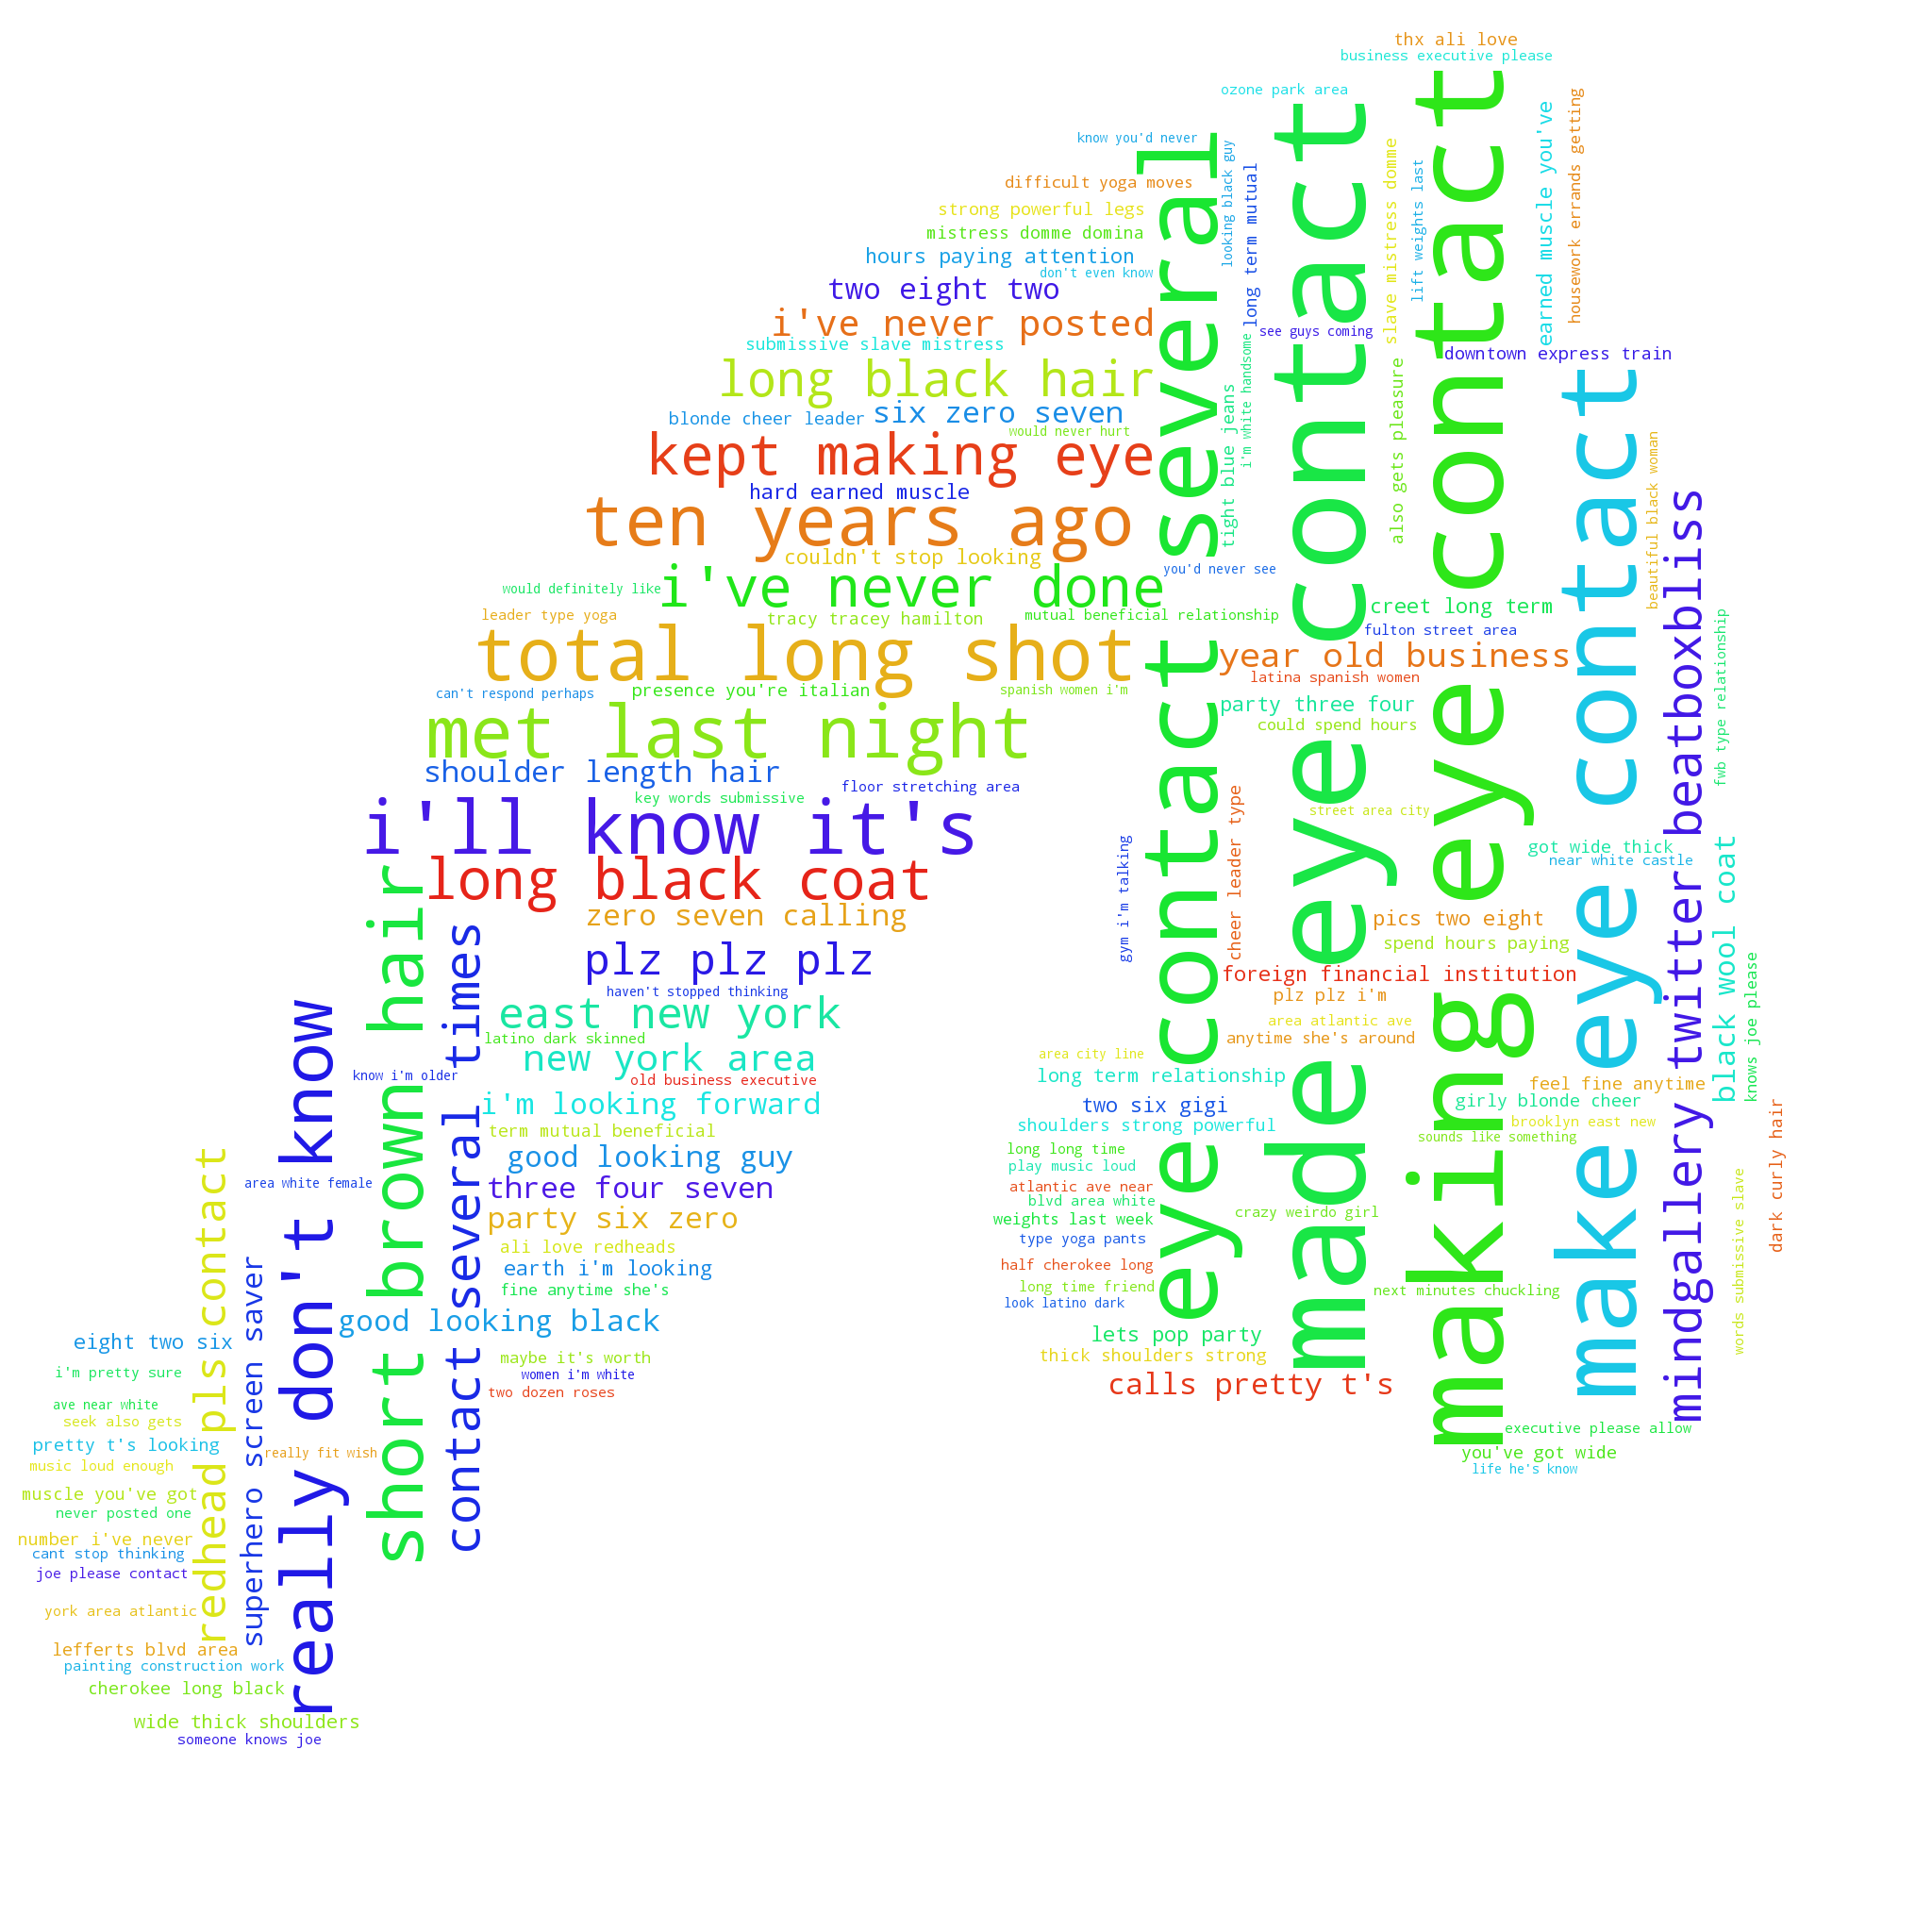 thx ali love
business executive please
ozone park area
know you'd never
difficult yoga moves
strong powerful legs
mistress domme domina
hours paying attention
don't even know
two eight two
i've never posted
submissive slave mistress
long black hair
blonde cheer leader
six zero seven
would never hurt
kept making eye
hard earned muscle
ten years ago
couldn't stop looking
i've never done
would definitely like
leader type yoga
tracy tracey hamilton
mutual beneficial relationship
total long shot
can't respond perhaps
presence you're italian
spanish women i'm
met last night
shoulder length hair
floor stretching area
key words submissive
i'll know it's
long black coat
zero seven calling
plz plz plz
haven't stopped thinking
east new york
latino dark skinned
new york area
know i'm older
old business executive
i'm looking forward
term mutual beneficial
good looking guy
area white female
three four seven
party six zero
ali love redheads
earth i'm looking
fine anytime she's
good looking black
maybe it's worth
women i'm white
two dozen roses
eight two six
i'm pretty sure
ave near white
seek also gets
pretty t's looking
really fit wish
music loud enough
muscle you've got
never posted one
number i've never
cant stop thinking
joe please contact
york area atlantic
lefferts blvd area
painting construction work
cherokee long black
wide thick shoulders
someone knows joe
redhead pls contact
superhero screen saver
really don't know
short brown hair
contact several times
eye contact several
made eye contact
making eye contact
make eye contact
mindgallery twitter beatboxbliss
looking black guy
long term mutual
i'm white handsome
tight blue jeans
slave mistress domme
lift weights last
also gets pleasure
earned muscle you've
housework errands getting
beautiful black woman
fwb type relationship
black wool coat
knows joe please
dark curly hair
words submissive slave
gym i'm talking
cheer leader type
see guys coming
downtown express train
you'd never see
creet long term
fulton street area
year old business
latina spanish women
party three four
could spend hours
street area city
got wide thick
near white castle
pics two eight
spend hours paying
foreign financial institution
plz plz i'm
area atlantic ave
anytime she's around
area city line
long term relationship
feel fine anytime
two six gigi
girly blonde cheer
shoulders strong powerful
brooklyn east new
sounds like something
long long time
play music loud
atlantic ave near
blvd area white
weights last week
crazy weirdo girl
type yoga pants
half cherokee long
long time friend
next minutes chuckling
look latino dark
lets pop party
thick shoulders strong
calls pretty t's
executive please allow
you've got wide
life he's know